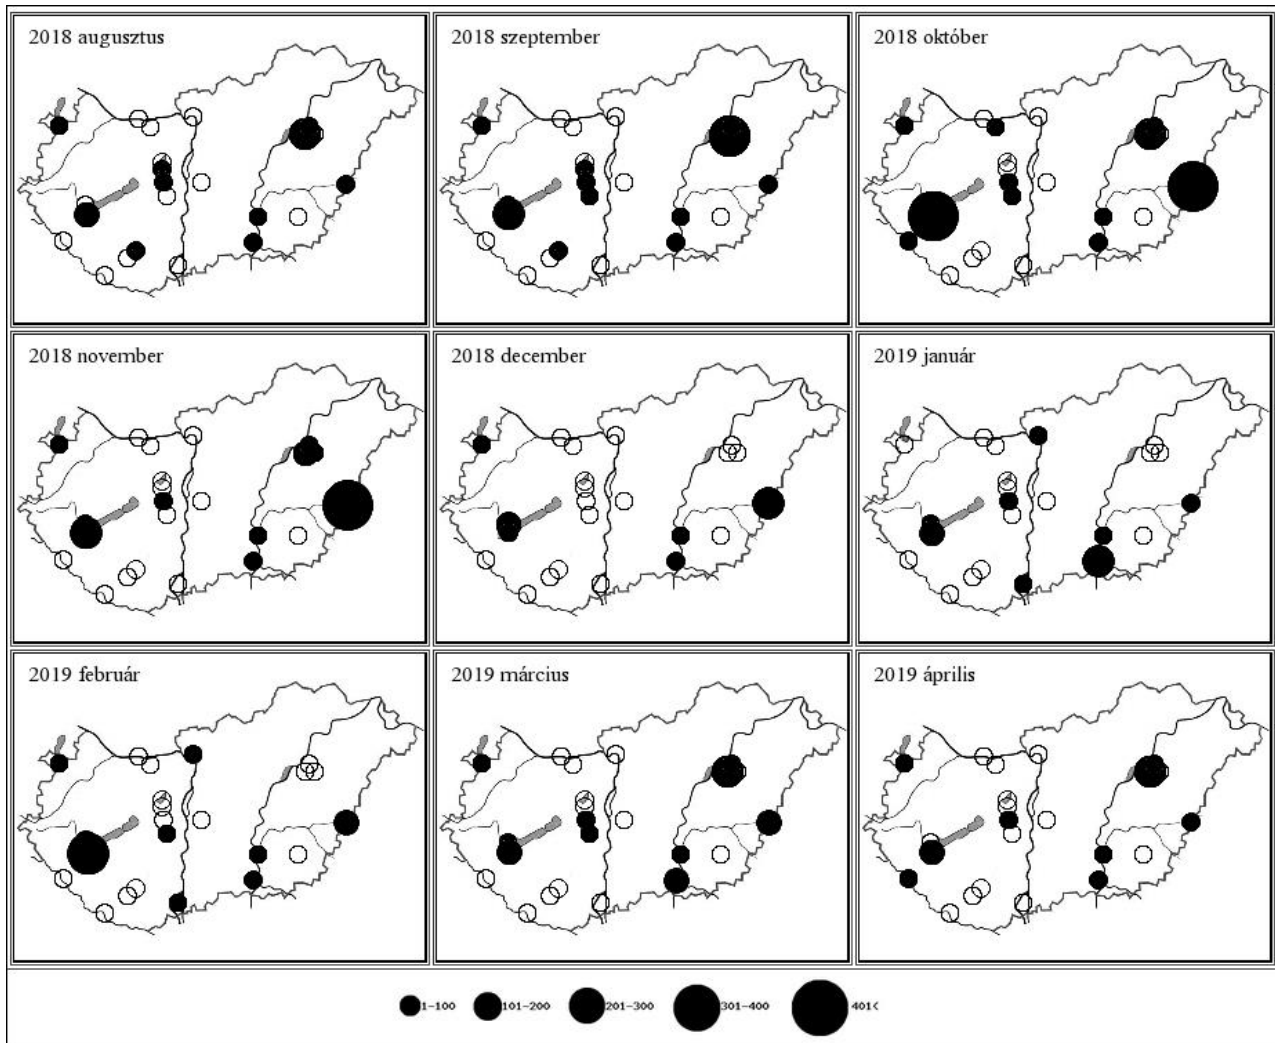 2018 augusztus
2018 szeptember
2018 október
2018 november
2018 december
2019 január
2019 február
2019 március
2019 április
1-100 101-200 201-300 301-400 401<